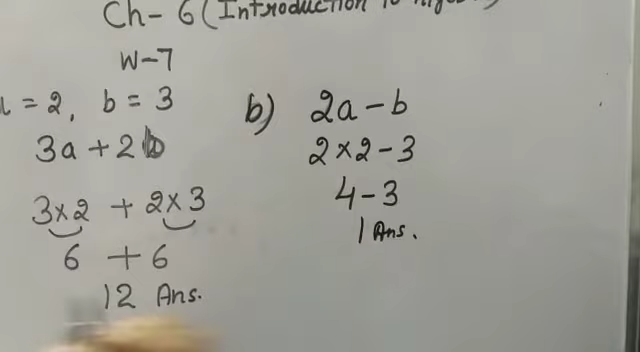 Ch-6 (Introduction to
W-7
a = 2, b = 3
3a + 2b
3×2 + 2×3
6 + 6
12 Ans.
b) 2a - b
2×2-3
4-3
1 Ans.